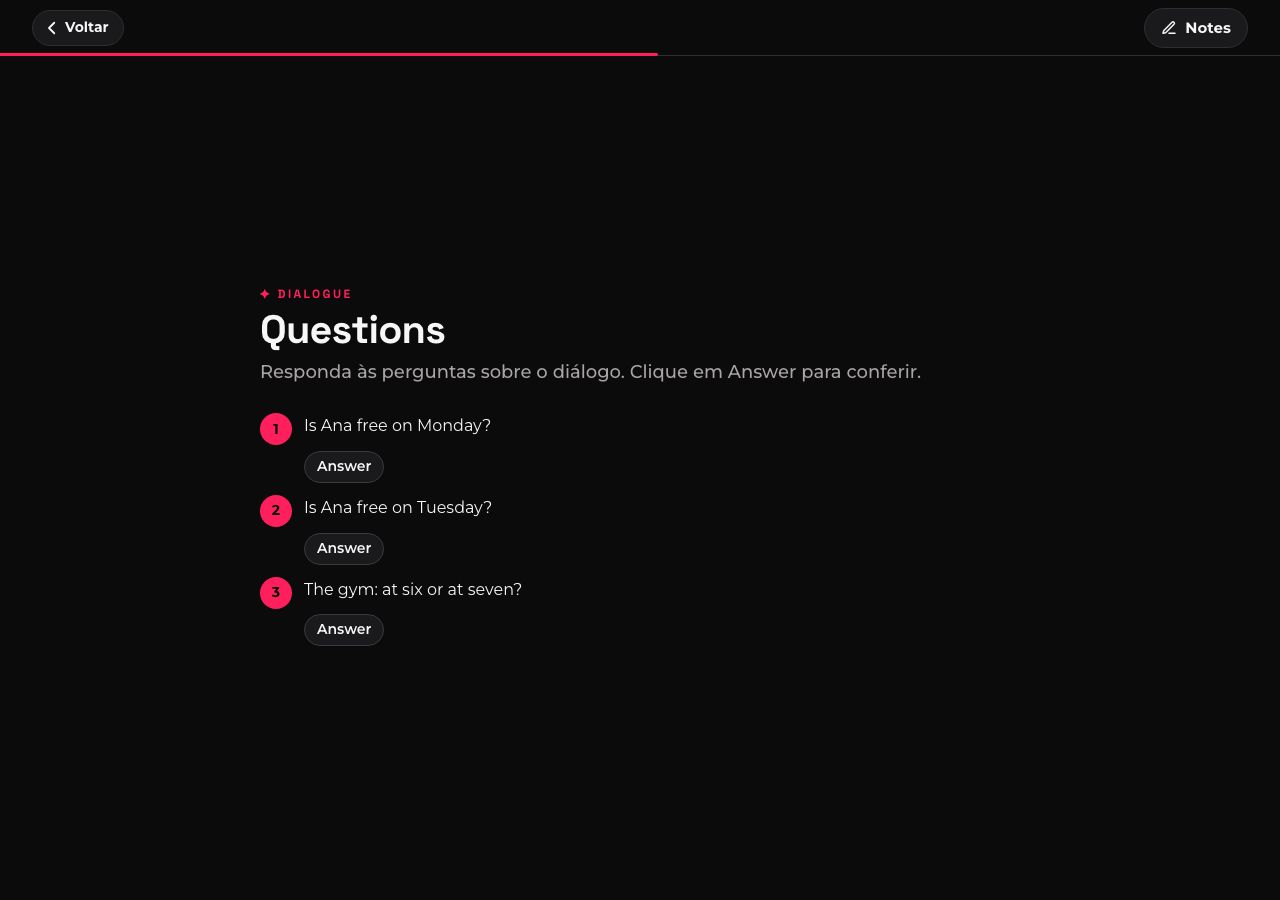 Voltar
Notes
DIALOGUE
Questions
Responda às perguntas sobre o diálogo. Clique em Answer para conferir.
1 Is Ana free on Monday?
Answer
2 Is Ana free on Tuesday?
Answer
3 The gym: at six or at seven?
Answer